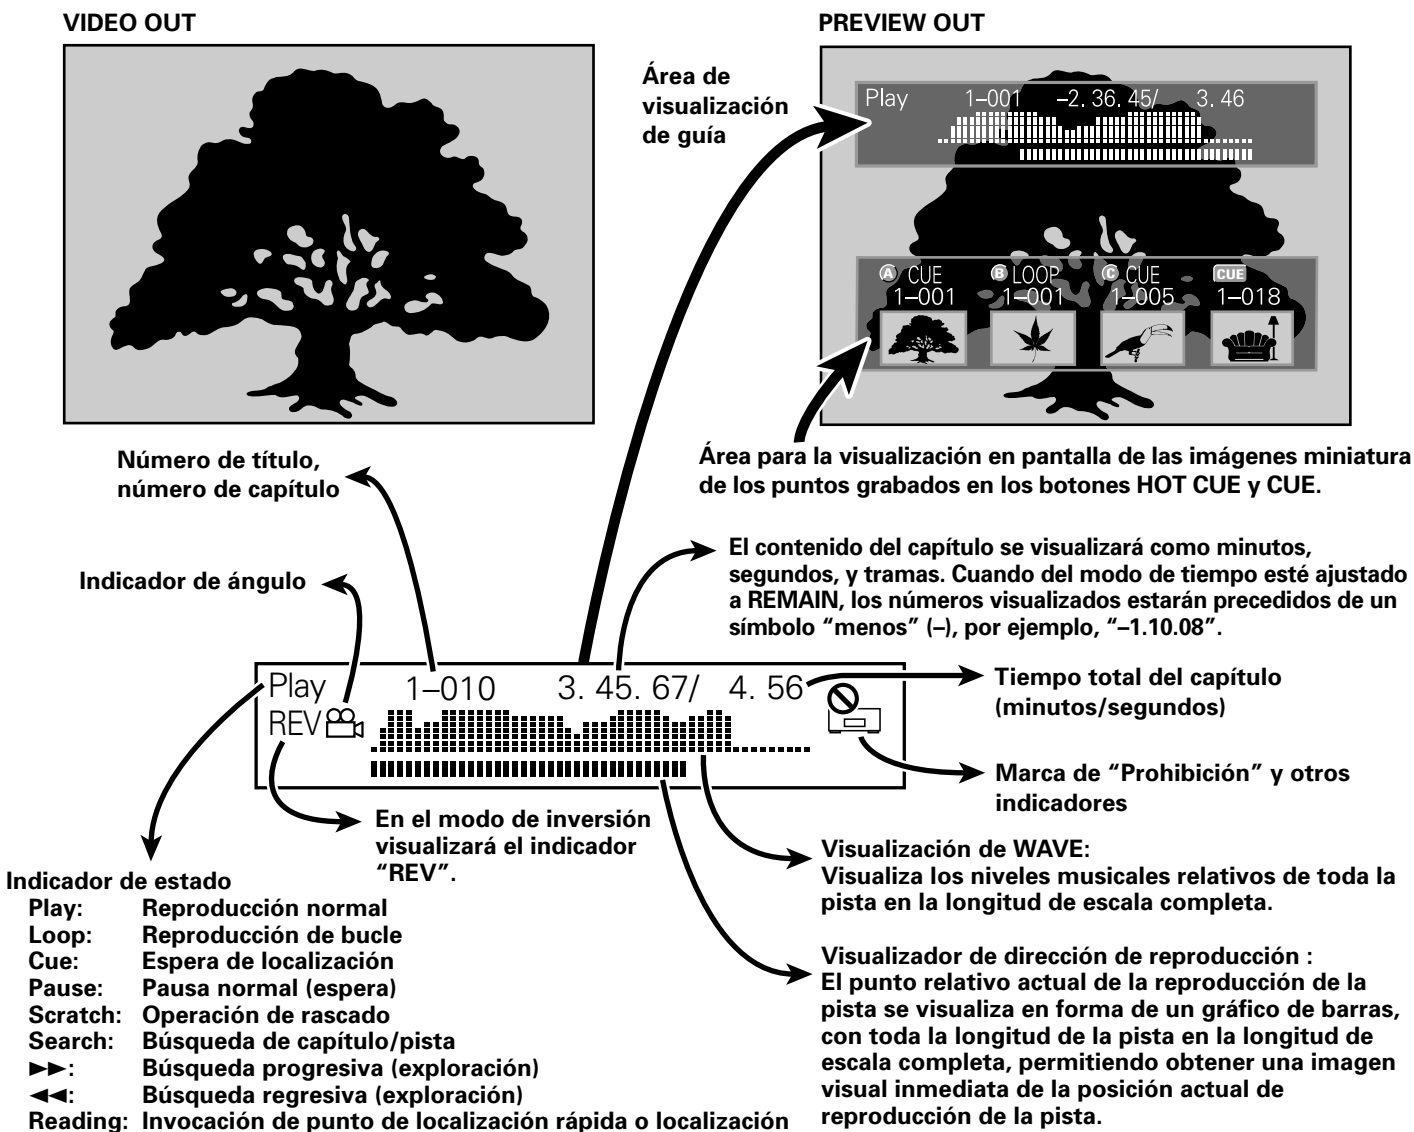 VIDEO OUT
PREVIEW OUT
Área de
visualización
de guía
Play 1–001 –2. 36. 45/ 3. 46
A CUE B LOOP C CUE CUE
1–001 1–001 1–005 1–018
Número de título,
número de capítulo
Área para la visualización en pantalla de las imágenes miniatura
de los puntos grabados en los botones HOT CUE y CUE.
Indicador de ángulo
El contenido del capítulo se visualizará como minutos,
segundos, y tramas. Cuando del modo de tiempo esté ajustado
a REMAIN, los números visualizados estarán precedidos de un
símbolo “menos” (–), por ejemplo, “–1.10.08”.
Play 1–010 3. 45. 67/ 4. 56
REV
Tiempo total del capítulo
(minutos/segundos)
Marca de “Prohibición” y otros
indicadores
En el modo de inversión
visualizará el indicador
“REV”.
Visualización de WAVE:
Visualiza los niveles musicales relativos de toda la
pista en la longitud de escala completa.
Indicador de estado
Play: Reproducción normal
Loop: Reproducción de bucle
Cue: Espera de localización
Pause: Pausa normal (espera)
Scratch: Operación de rascado
Search: Búsqueda de capítulo/pista
►►: Búsqueda progresiva (exploración)
◄◄: Búsqueda regresiva (exploración)
Reading: Invocación de punto de localización rápida o localización
Visualizador de dirección de reproducción :
El punto relativo actual de la reproducción de la
pista se visualiza en forma de un gráfico de barras,
con toda la longitud de la pista en la longitud de
escala completa, permitiendo obtener una imagen
visual inmediata de la posición actual de
reproducción de la pista.